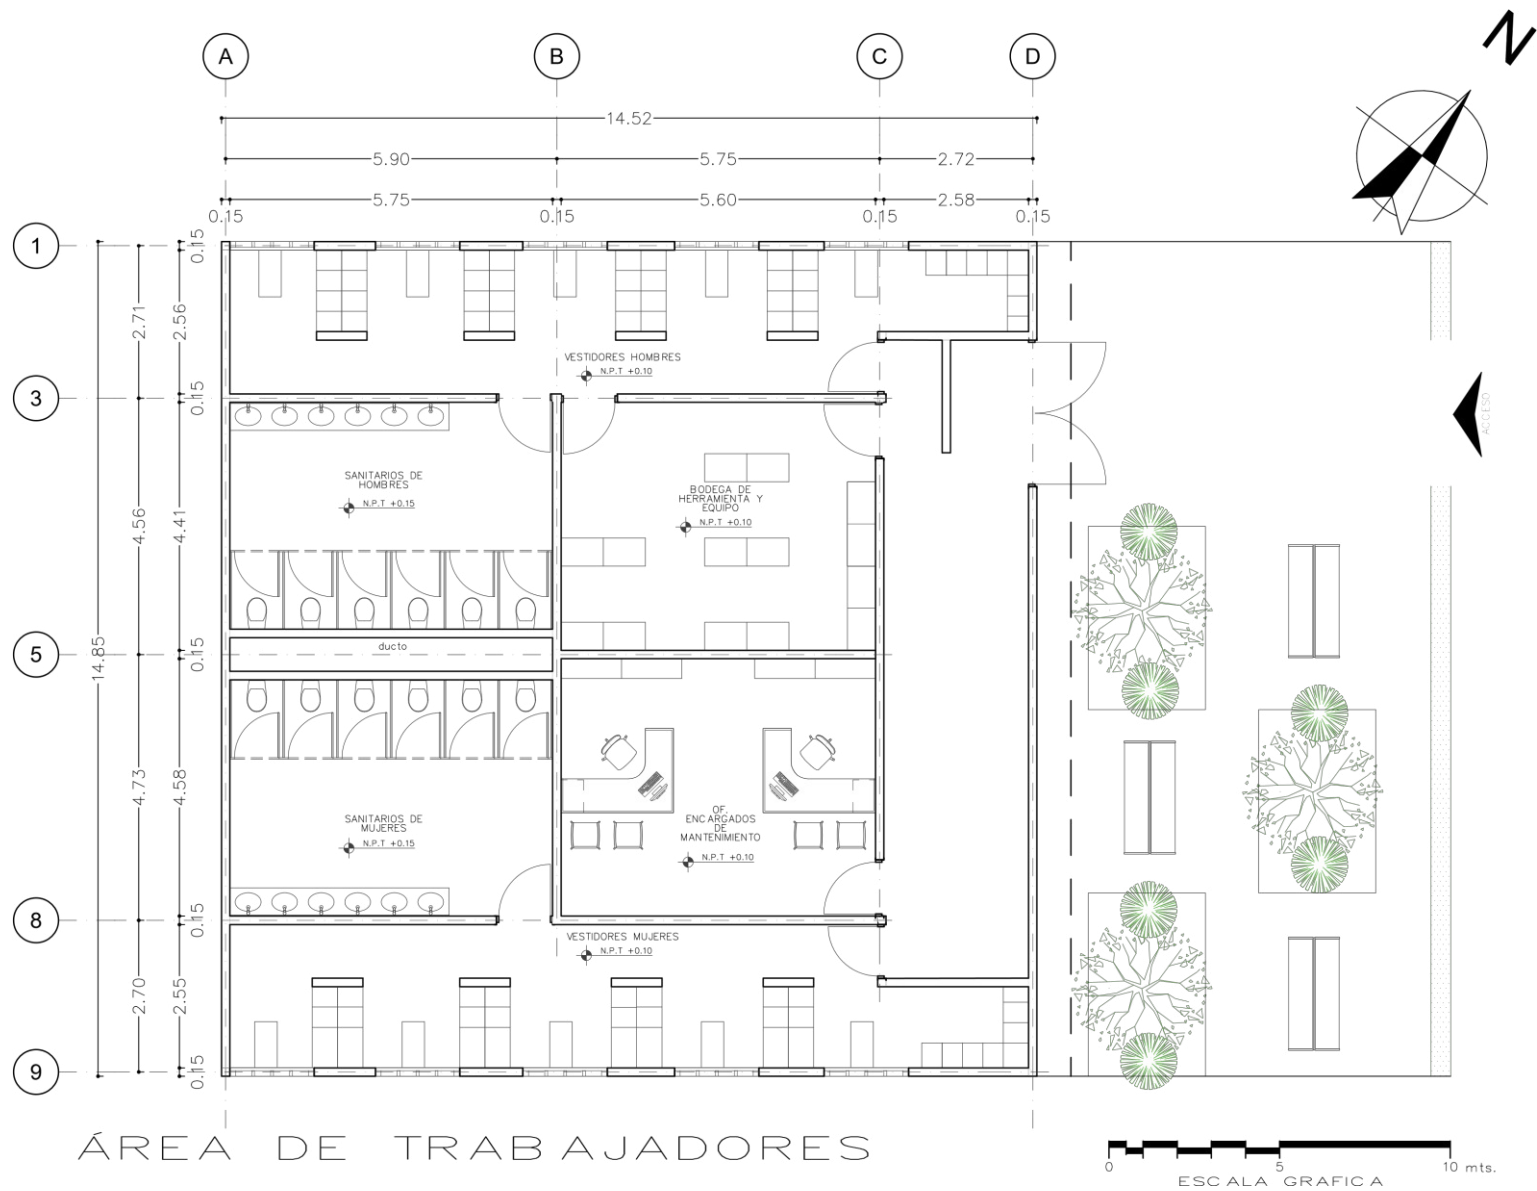 N
A
B
C
D
14.52
5.90
5.75
2.72
5.75
5.60
2.58
0.15
0.15
0.15
0.15
1
3
5
8
9
14.85
2.71
4.56
4.73
2.70
0.15
2.56
0.15
4.41
0.15
4.58
0.15
2.55
0.15
VESTIDORES HOMBRES
N.P.T +0.10
SANITARIOS DE
HOMBRES
N.P.T +0.15
BODEGA DE
HERRAMIENTA Y
EQUIPO
N.P.T +0.10
ACCESO
ducto
SANITARIOS DE
MUJERES
N.P.T +0.15
OF.
ENCARGADOS
DE
MANTENIMIENTO
N.P.T +0.10
VESTIDORES MUJERES
N.P.T +0.10
ÁREA DE TRABAJADORES
0 5 10 mts.
ESCALA GRAFICA